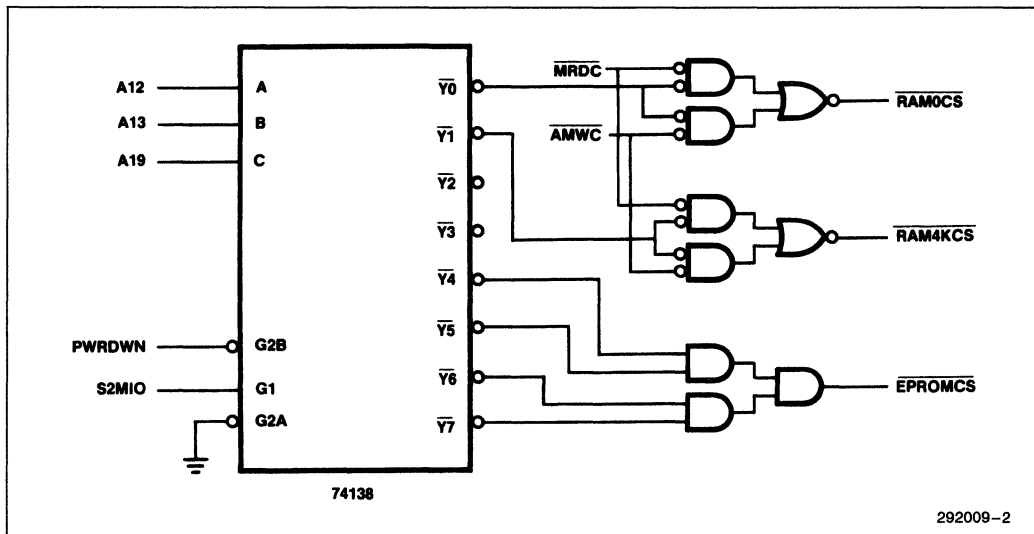 A12
A13
A19
PWRDWN
S2MIO
A
B
C
G2B
G1
G2A
Y0
Y1
Y2
Y3
Y4
Y5
Y6
Y7
74138
MRDC
AMWC
RAM0CS
RAM4KCS
EPROMCS
292009-2